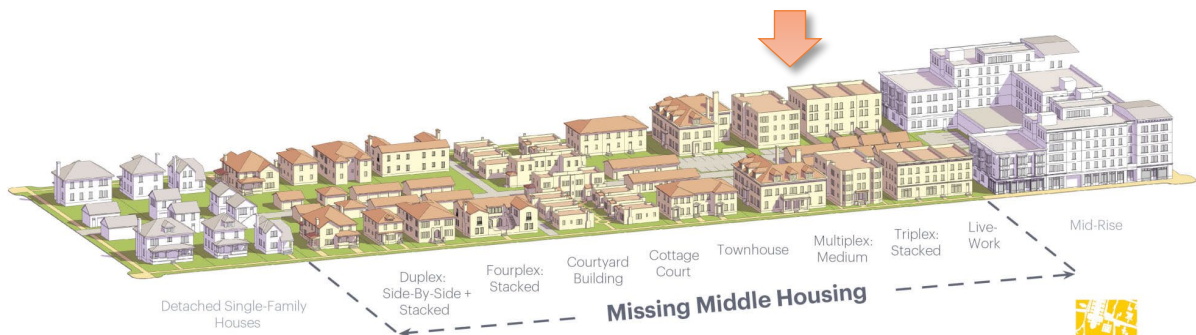 Detached Single-Family
Houses
Duplex:
Side-By-Side +
Stacked
Fourplex:
Stacked
Courtyard
Building
Cottage
Court
Townhouse
Multiplex:
Medium
Triplex:
Stacked
Live-
Work
Mid-Rise
Missing Middle Housing